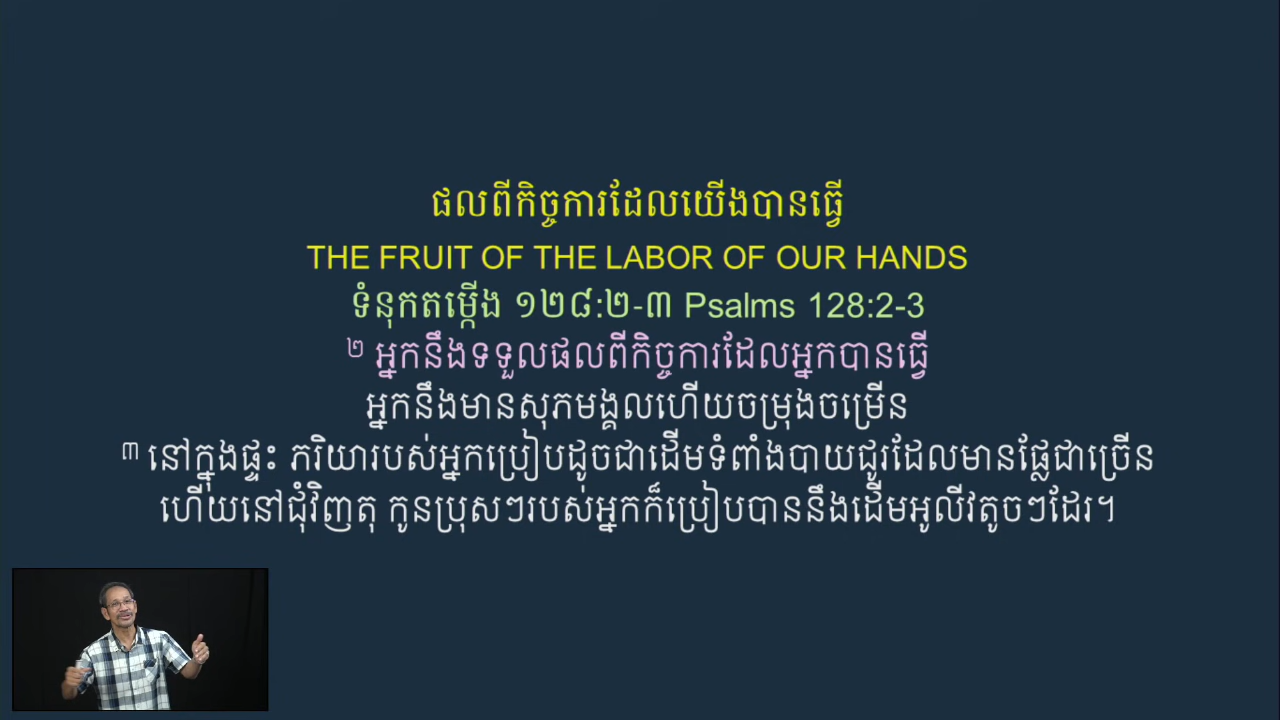 ផលពីកិច្ចការដែលយើងបានធ្វើ
THE FRUIT OF THE LABOR OF OUR HANDS
ទំនុកតម្កើង ១២៨:២-៣ Psalms 128:2-3
២ អ្នកនឹងទទួលផលពីកិច្ចការដែលអ្នកបានធ្វើ
អ្នកនឹងមានសុភមង្គលហើយចម្រុងចម្រើន
៣ នៅក្នុងផ្ទះ ភរិយារបស់អ្នកប្រៀបដូចជាដើមទំពាំងបាយជូរដែលមានផ្លែជាច្រើន
ហើយនៅជុំវិញតុ កូនប្រុសៗរបស់អ្នកក៏ប្រៀបបាននឹងដើមអូលីវតូចៗដែរ។